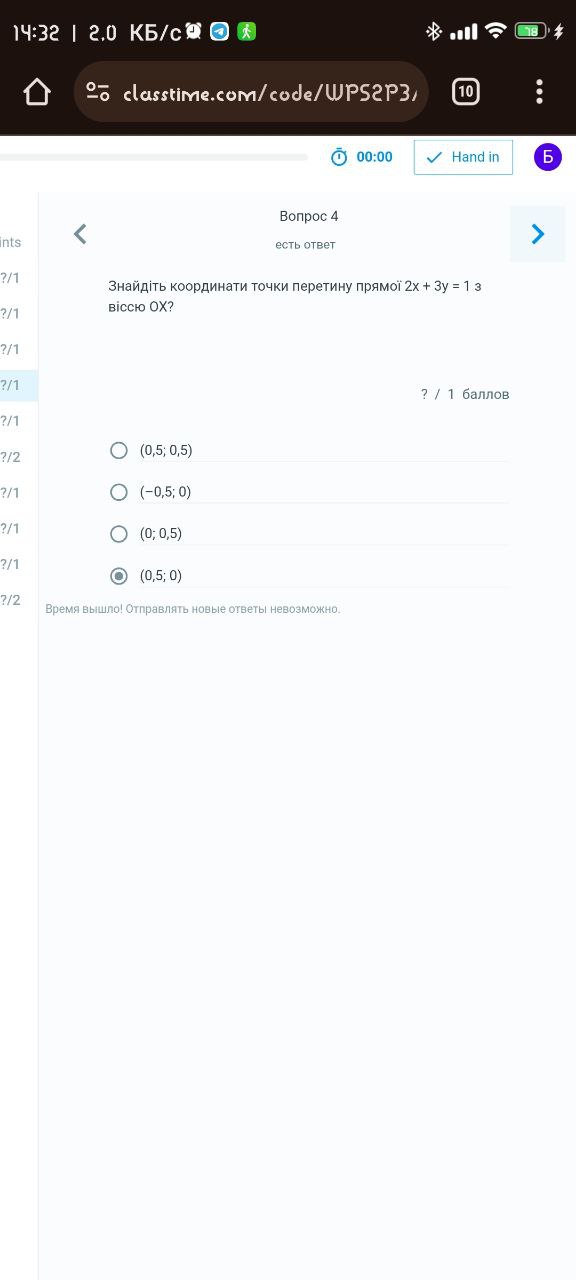 14:32 | 2.0 КБ/с
78
classtime.com/code/WPS2P3
10
00:00
Hand in
Б
ints
Вопрос 4
есть ответ
?/1
?/1
?/1
?/1
?/1
?/2
?/1
?/1
?/1
?/2
Знайдіть координати точки перетину прямої 2x + 3y = 1 з
віссю OX?
? / 1 баллов
(0,5; 0,5)
(−0,5; 0)
(0; 0,5)
(0,5; 0)
Время вышло! Отправлять новые ответы невозможно.